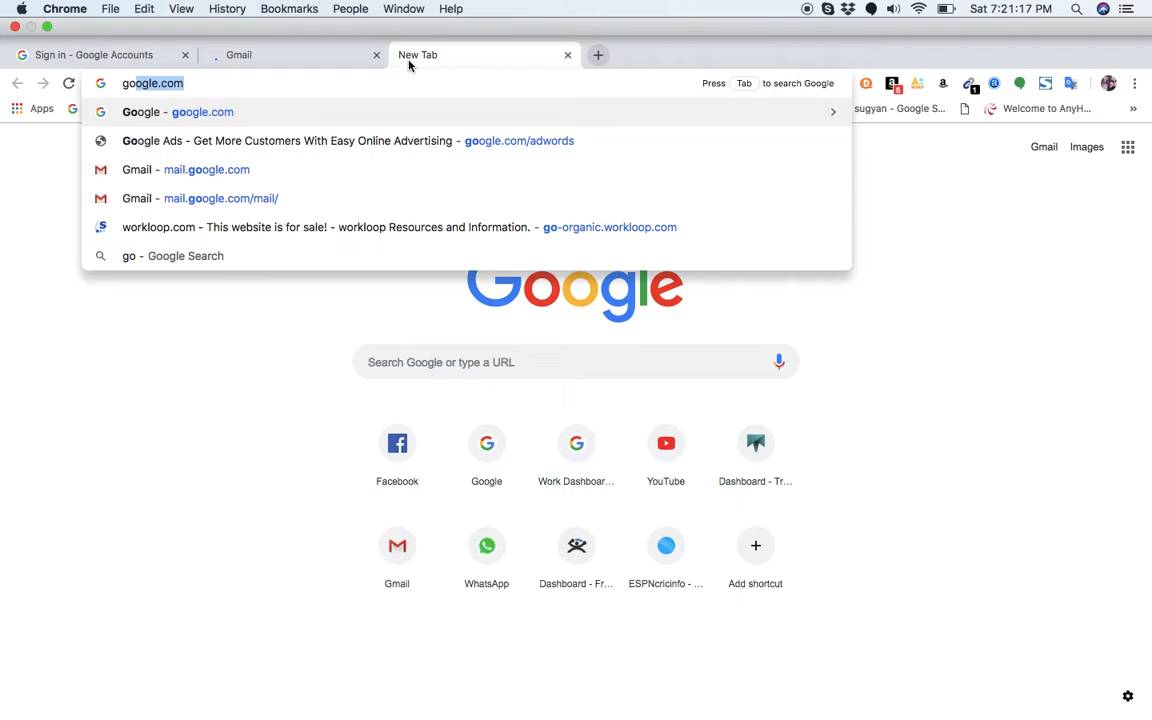 Chrome File Edit View History Bookmarks People Window Help Sat 7:21:17 PM
Sign in - Google Accounts Gmail New Tab
google.com Press Tab to search Google
6 1
Apps sugyan - Google S... Welcome to AnyH...
Google - google.com
Google Ads - Get More Customers With Easy Online Advertising - google.com/adwords
Gmail - mail.google.com
Gmail Images
Gmail - mail.google.com/mail/
workloop.com - This website is for sale! - workloop Resources and Information. - go-organic.workloop.com
go - Google Search
Google
Search Google or type a URL
Facebook Google Work Dashboar... YouTube Dashboard - Tr...
Gmail WhatsApp Dashboard - Fr... ESPNcricinfo - ... Add shortcut